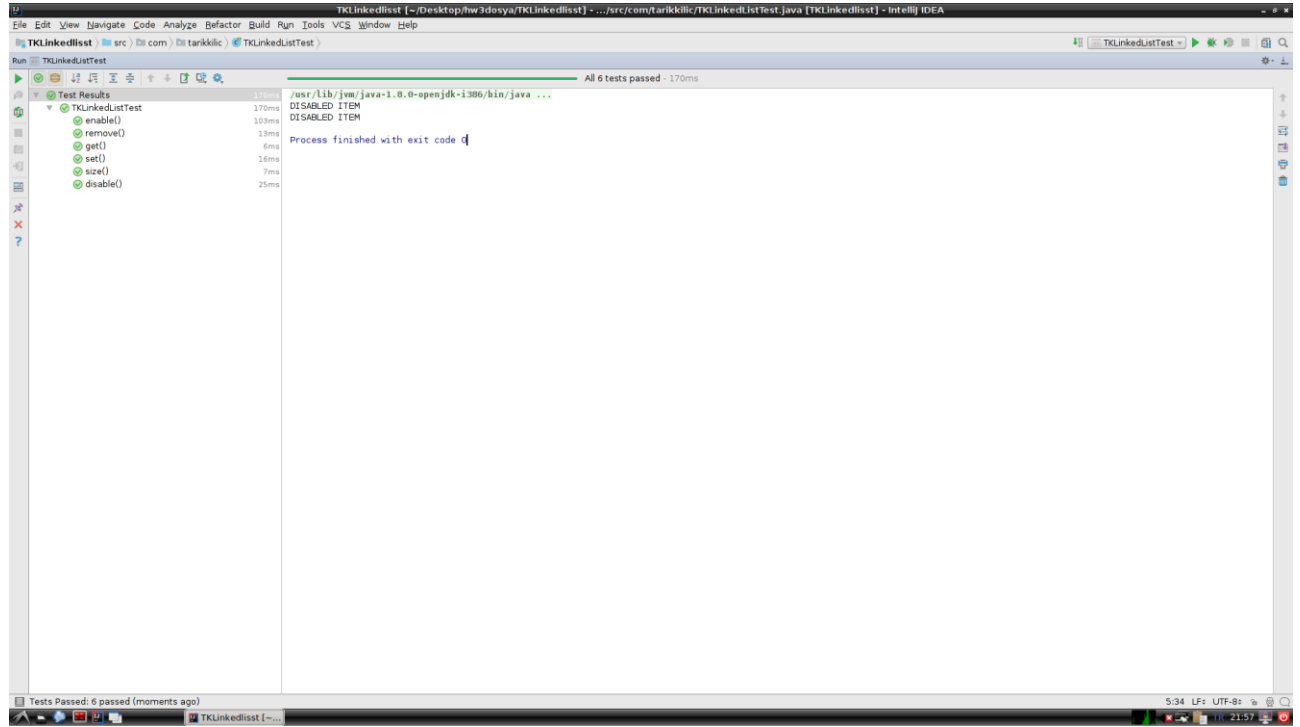 TKLinkedlisst [~/Desktop/hw3dosya/TKLinkedlisst] - .../src/com/tarikkilic/TKLinkedListTest.java [TKLinkedlisst] - IntelliJ IDEA
File Edit View Navigate Code Analyze Refactor Build Run Tools VCS Window Help
TKLinkedlisst src com tarikkilic TKLinkedListTest TKLinkedListTest
Run TKLinkedListTest
All 6 tests passed - 170ms
Test Results 170ms /usr/lib/jvm/java-1.8.0-openjdk-i386/bin/java ...
TKLinkedListTest 170ms DISABLED ITEM
enable() 103ms DISABLED ITEM
remove() 13ms
get() 6ms Process finished with exit code 0
set() 16ms
size() 7ms
disable() 25ms
Tests Passed: 6 passed (moments ago) 5:34 LF÷ UTF-8÷
TKLinkedlisst [~... TR 21:57